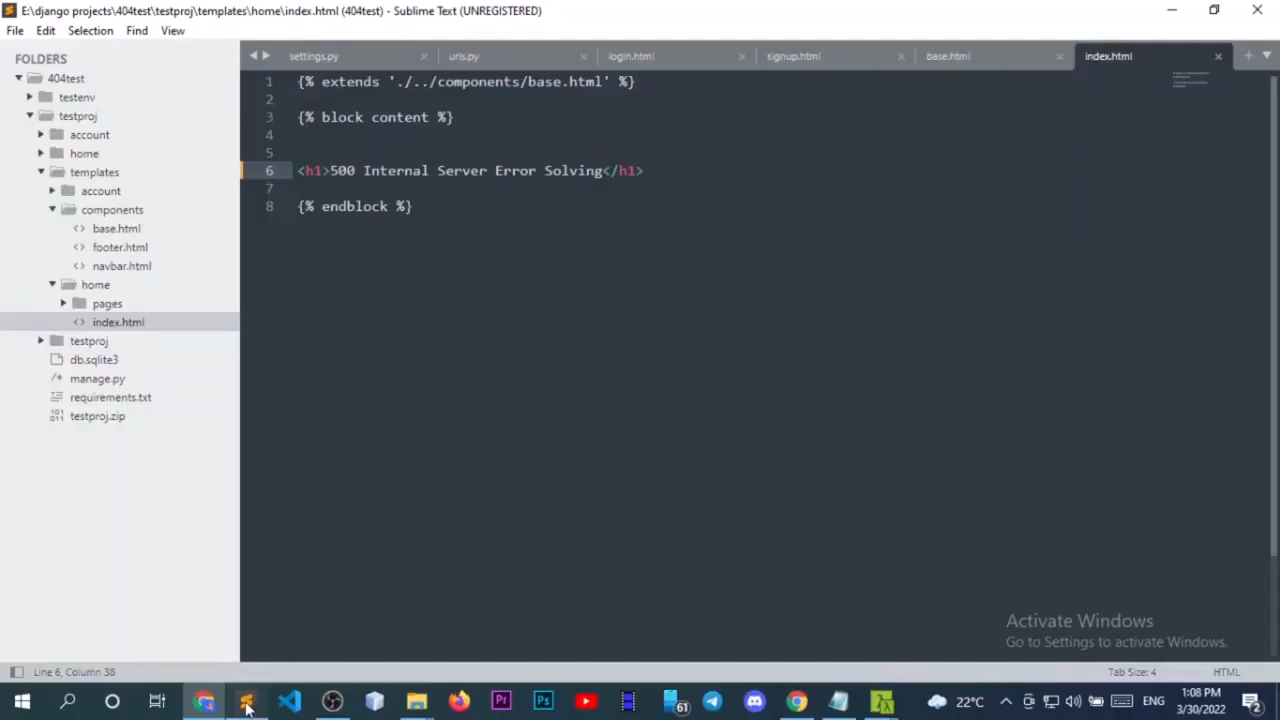 E:\django projects\404test\testproj\templates\home\index.html (404test) - Sublime Text (UNREGISTERED)
File Edit Selection Find View
FOLDERS
404test
testenv
testproj
account
home
templates
account
components
base.html
footer.html
navbar.html
home
pages
index.html
testproj
db.sqlite3
manage.py
requirements.txt
testproj.zip
settings.py urls.py login.html signup.html base.html index.html
1 {% extends './../components/base.html' %}
2
3 {% block content %}
4
5
6 <h1>500 Internal Server Error Solving</h1>
7
8 {% endblock %}
Activate Windows
Go to Settings to activate Windows.
Line 6, Column 38 Tab Size: 4 HTML
Pr Ps 61 22°C ENG 1:08 PM 3/30/2022 2